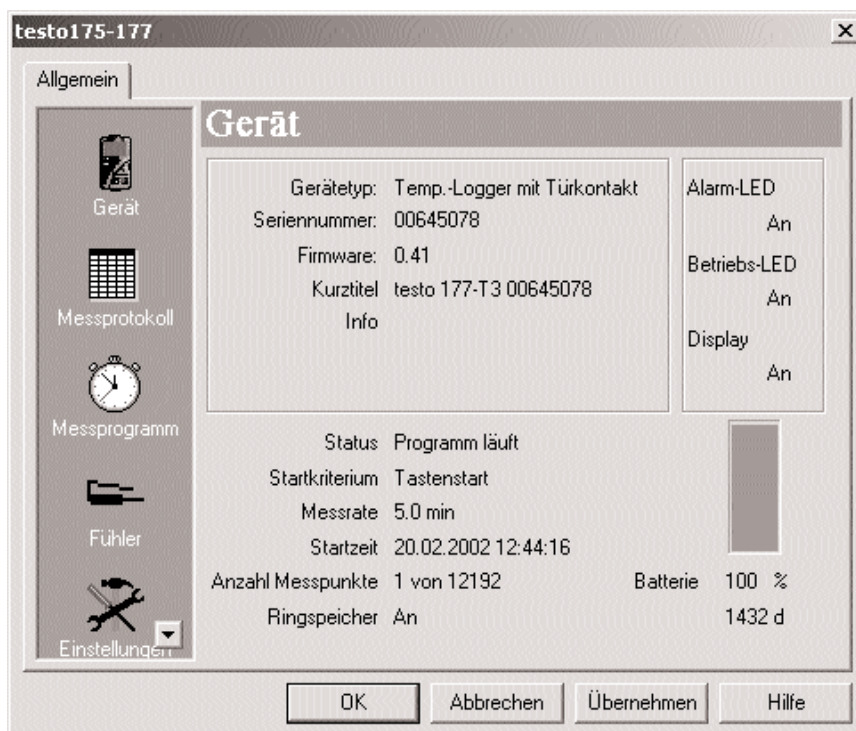 testo175-177
Allgemein
Gerät
Messprotokoll
Messprogramm
Fühler
Einstellungen
Gerät
Gerätetyp: Temp.-Logger mit Türkontakt
Seriennummer: 00645078
Firmware: 0.41
Kurztitel testo 177-T3 00645078
Info
Alarm-LED
An
Betriebs-LED
An
Display
An
Status Programm läuft
Startkriterium Tastenstart
Messrate 5.0 min
Startzeit 20.02.2002 12:44:16
Anzahl Messpunkte 1 von 12192
Ringspeicher An
Batterie 100 %
1432 d
OK Abbrechen Übernehmen Hilfe